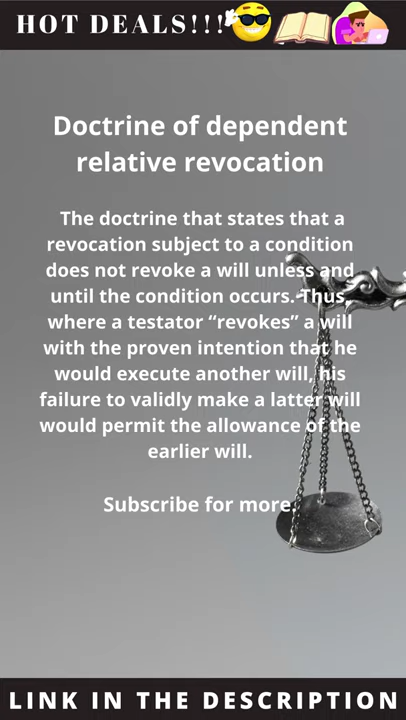 HOT DEALS!!!
Doctrine of dependent
relative revocation
The doctrine that states that a
revocation subject to a condition
does not revoke a will unless and
until the condition occurs. Thus,
where a testator “revokes” a will
with the proven intention that he
would execute another will, his
failure to validly make a latter will
would permit the allowance of the
earlier will.
Subscribe for more.
LINK IN THE DESCRIPTION